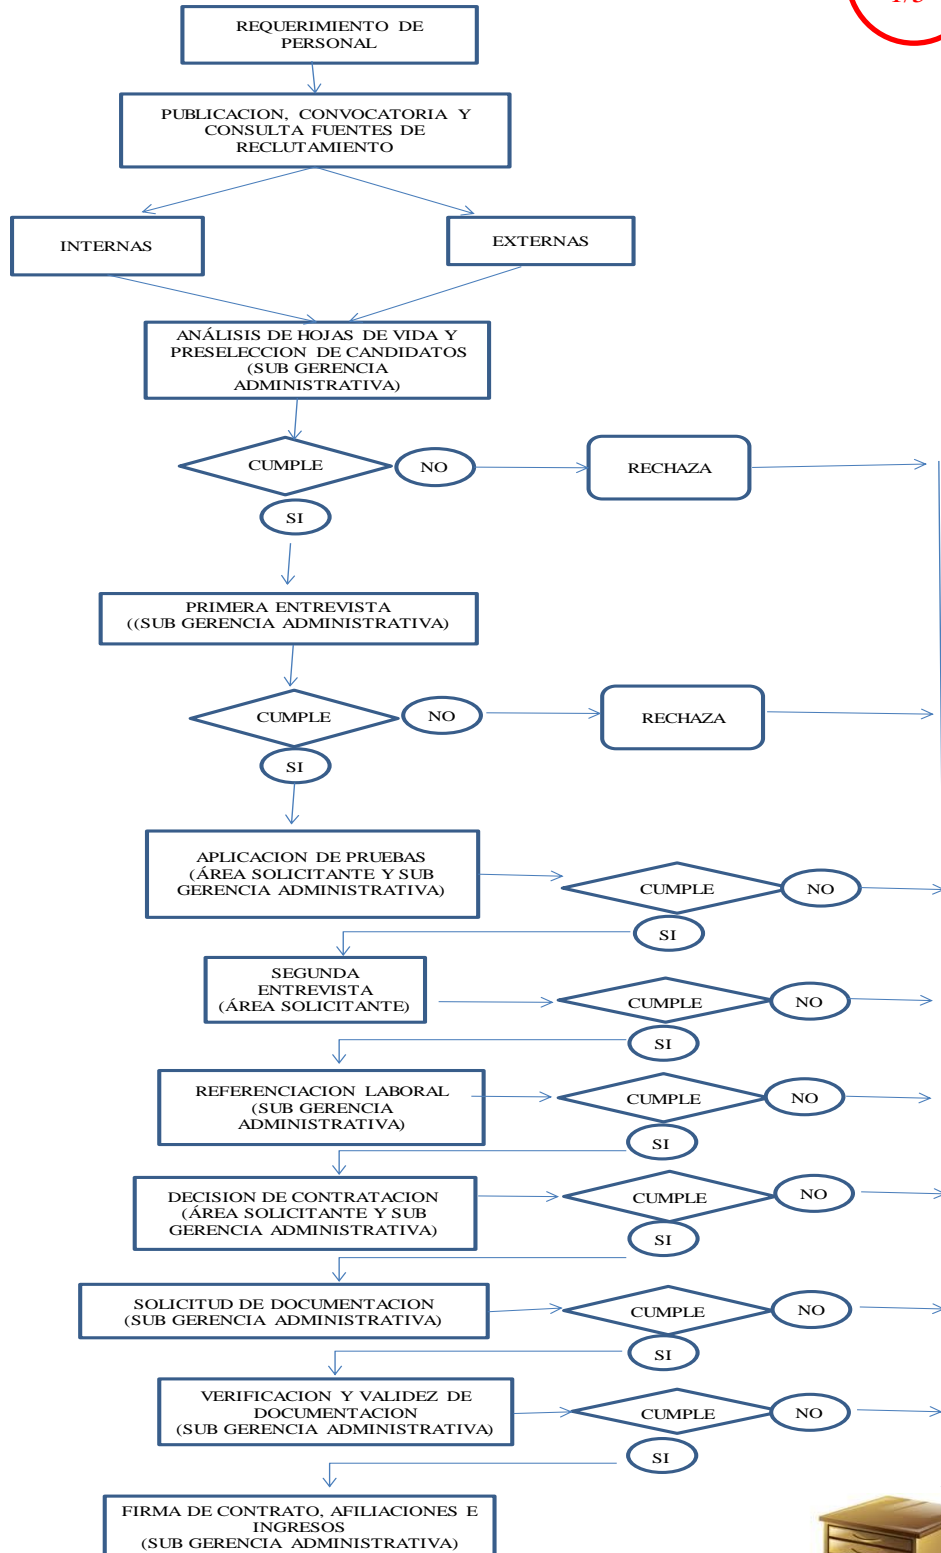 1/3
REQUERIMIENTO DE
PERSONAL
PUBLICACION, CONVOCATORIA Y
CONSULTA FUENTES DE
RECLUTAMIENTO
INTERNAS
EXTERNAS
ANÁLISIS DE HOJAS DE VIDA Y
PRESELECCION DE CANDIDATOS
(SUB GERENCIA
ADMINISTRATIVA)
CUMPLE
NO
RECHAZA
SI
PRIMERA ENTREVISTA
((SUB GERENCIA ADMINISTRATIVA)
CUMPLE
NO
RECHAZA
SI
APLICACION DE PRUEBAS
(ÁREA SOLICITANTE Y SUB
GERENCIA ADMINISTRATIVA)
CUMPLE
NO
SI
SEGUNDA
ENTREVISTA
(ÁREA SOLICITANTE)
CUMPLE
NO
SI
REFERENCIACION LABORAL
(SUB GERENCIA
ADMINISTRATIVA)
CUMPLE
NO
SI
DECISION DE CONTRATACION
(ÁREA SOLICITANTE Y SUB
GERENCIA ADMINISTRATIVA)
CUMPLE
NO
SI
SOLICITUD DE DOCUMENTACION
(SUB GERENCIA ADMINISTRATIVA)
CUMPLE
NO
SI
VERIFICACION Y VALIDEZ DE
DOCUMENTACION
(SUB GERENCIA ADMINISTRATIVA)
CUMPLE
NO
SI
FIRMA DE CONTRATO, AFILIACIONES E
INGRESOS
(SUB GERENCIA ADMINISTRATIVA)